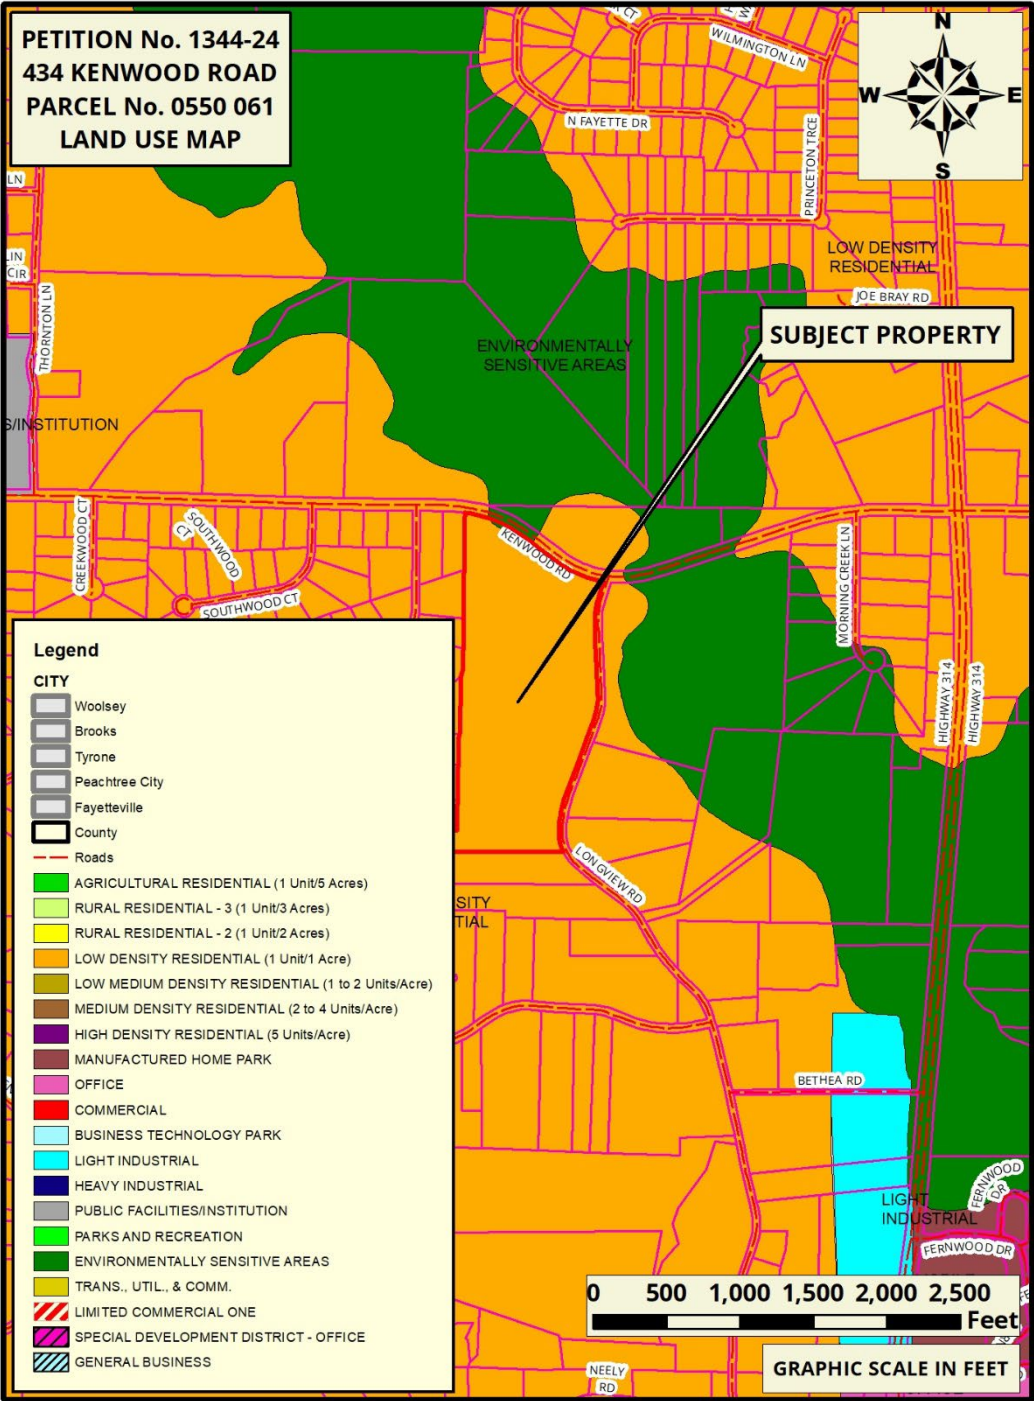 PETITION No. 1344-24
434 KENWOOD ROAD
PARCEL No. 0550 061
LAND USE MAP
CT
WILMINGTON LN
N FAYETTE DR
PRINCETON TRCE
N
W
E
S
LN
LIN
CIR
THORNTON LN
LOW DENSITY
RESIDENTIAL
JOE BRAY RD
SUBJECT PROPERTY
ENVIRONMENTALLY
SENSITIVE AREAS
S/INSTITUTION
CREEKWOOD CT
SOUTHWOOD
CT
SOUTHWOOD CT
KENWOOD RD
MORNING CREEK LN
HIGHWAY 314
HIGHWAY 314
LONGVIEW RD
SITY
TIAL
BETHEA RD
LIGHT
INDUSTRIAL
FERNWOOD
DR
FERNWOOD DR
NEELY
RD
Legend
CITY
Woolsey
Brooks
Tyrone
Peachtree City
Fayetteville
County
Roads
AGRICULTURAL RESIDENTIAL (1 Unit/5 Acres)
RURAL RESIDENTIAL - 3 (1 Unit/3 Acres)
RURAL RESIDENTIAL - 2 (1 Unit/2 Acres)
LOW DENSITY RESIDENTIAL (1 Unit/1 Acre)
LOW MEDIUM DENSITY RESIDENTIAL (1 to 2 Units/Acre)
MEDIUM DENSITY RESIDENTIAL (2 to 4 Units/Acre)
HIGH DENSITY RESIDENTIAL (5 Units/Acre)
MANUFACTURED HOME PARK
OFFICE
COMMERCIAL
BUSINESS TECHNOLOGY PARK
LIGHT INDUSTRIAL
HEAVY INDUSTRIAL
PUBLIC FACILITIES/INSTITUTION
PARKS AND RECREATION
ENVIRONMENTALLY SENSITIVE AREAS
TRANS., UTIL., & COMM.
LIMITED COMMERCIAL ONE
SPECIAL DEVELOPMENT DISTRICT - OFFICE
GENERAL BUSINESS
0 500 1,000 1,500 2,000 2,500
Feet
GRAPHIC SCALE IN FEET